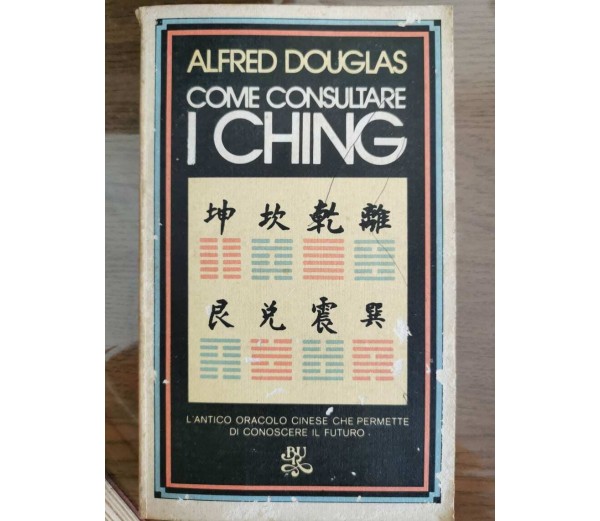 ALFRED DOUGLAS
COME CONSULTARE
I CHING
坤 坎 乾 離
艮 兌 震 巽
L'ANTICO ORACOLO CINESE CHE PERMETTE
DI CONOSCERE IL FUTURO
BUR